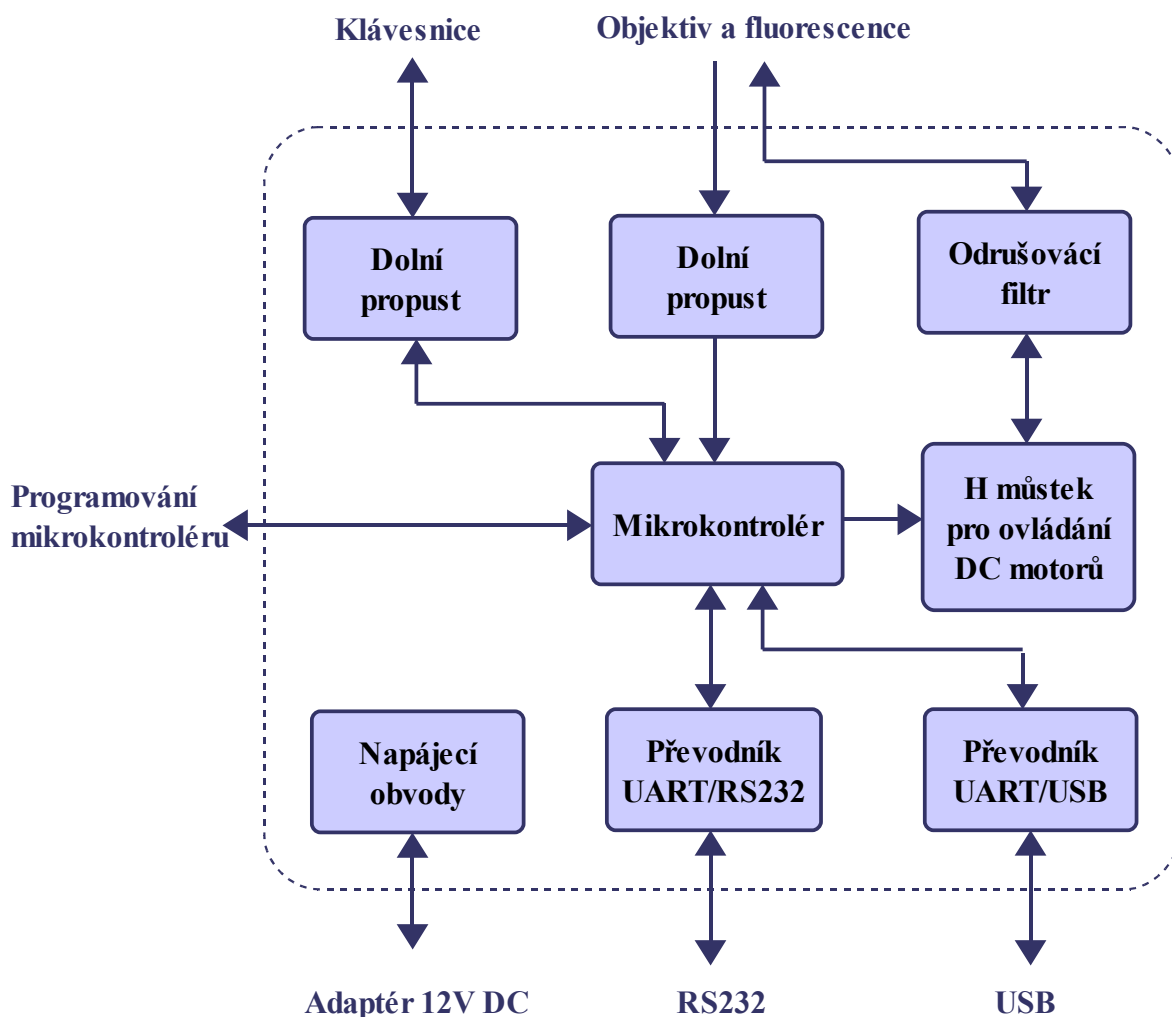 Klávesnice
Objektiv a fluorescence
Dolní
propust
Dolní
propust
Odrušovácí
filtr
Programování
mikrokontroléru
Mikrokontrolér
H můstek
pro ovládání
DC motorů
Napájecí
obvody
Převodník
UART/RS232
Převodník
UART/USB
Adaptér 12V DC
RS232
USB